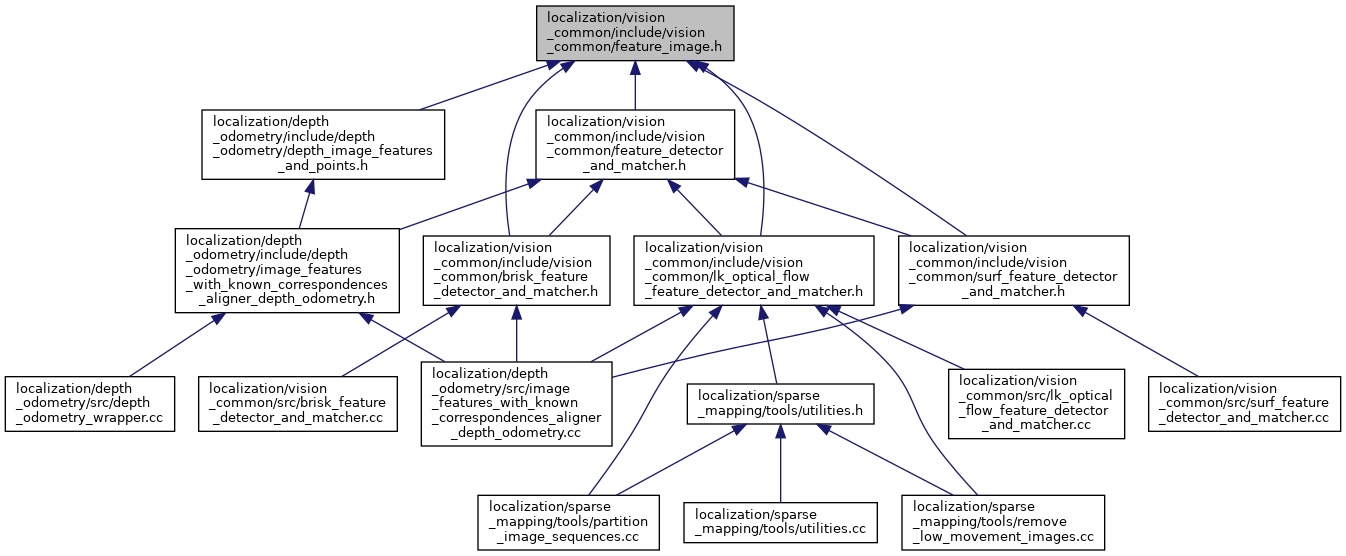 localization/vision
_common/include/vision
_common/feature_image.h
localization/depth
_odometry/include/depth
_odometry/depth_image_features
_and_points.h
localization/vision
_common/include/vision
_common/feature_detector
_and_matcher.h
localization/depth
_odometry/include/depth
_odometry/image_features
_with_known_correspondences
_aligner_depth_odometry.h
localization/vision
_common/include/vision
_common/brisk_feature
_detector_and_matcher.h
localization/vision
_common/include/vision
_common/lk_optical_flow
_feature_detector_and_matcher.h
localization/vision
_common/include/vision
_common/surf_feature_detector
_and_matcher.h
localization/depth
_odometry/src/depth
_odometry_wrapper.cc
localization/vision
_common/src/brisk_feature
_detector_and_matcher.cc
localization/depth
_odometry/src/image
_features_with_known
_correspondences_aligner
_depth_odometry.cc
localization/sparse
_mapping/tools/utilities.h
localization/vision
_common/src/lk_optical
_flow_feature_detector
_and_matcher.cc
localization/vision
_common/src/surf_feature
_detector_and_matcher.cc
localization/sparse
_mapping/tools/partition
_image_sequences.cc
localization/sparse
_mapping/tools/utilities.cc
localization/sparse
_mapping/tools/remove
_low_movement_images.cc